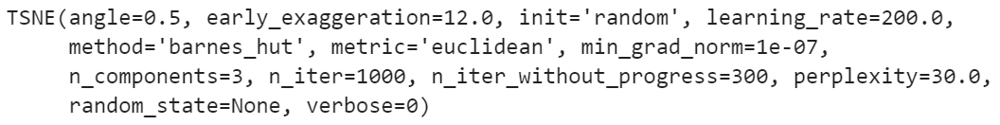 TSNE(angle=0.5, early_exaggeration=12.0, init='random', learning_rate=200.0,
method='barnes_hut', metric='euclidean', min_grad_norm=1e-07,
n_components=3, n_iter=1000, n_iter_without_progress=300, perplexity=30.0,
random_state=None, verbose=0)